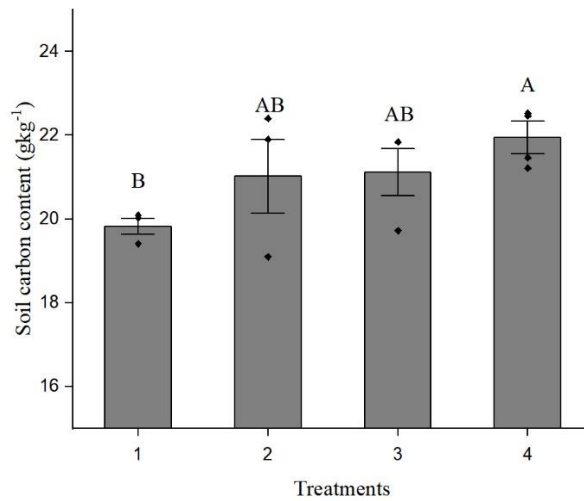 24
22
20
18
16
Soil carbon content (gkg⁻¹)
B
AB
AB
A
1 2 3 4
Treatments